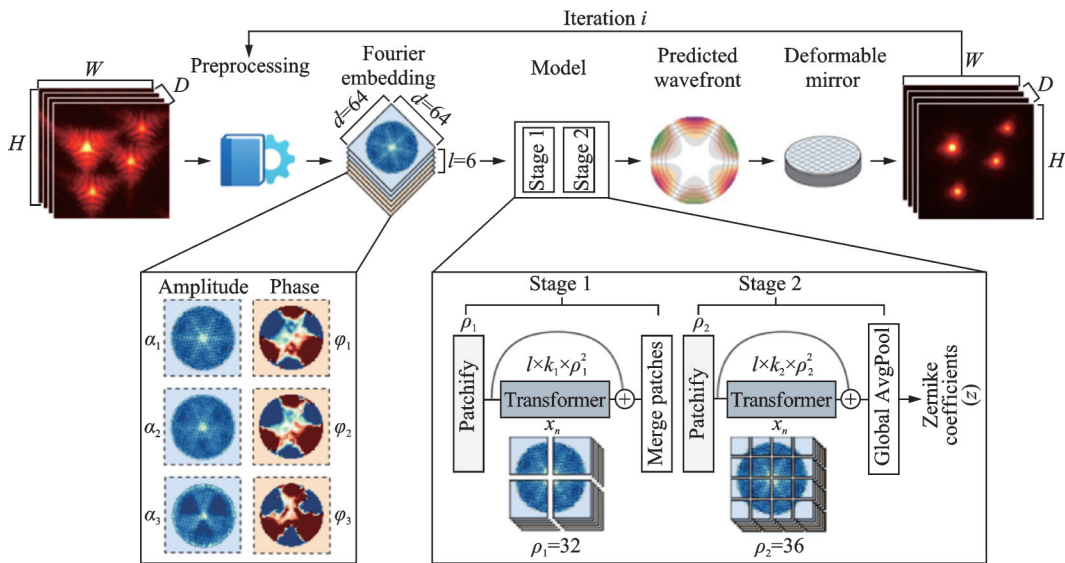 Iteration i
Preprocessing
Fourier
embedding
Model
Predicted
wavefront
Deformable
mirror
W
D
H
d=64
d=64
l=6
Stage 1
Stage 2
W
D
H
Amplitude
Phase
α₁
φ₁
α₂
φ₂
α₃
φ₃
Stage 1
ρ₁
Patchify
l×k₁×ρ₁²
Transformer
+
xₙ
Merge patches
ρ₁=32
Stage 2
ρ₂
Patchify
l×k₂×ρ₂²
Transformer
+
xₙ
Global AvgPool
ρ₂=36
Zernike
coefficients
(z)